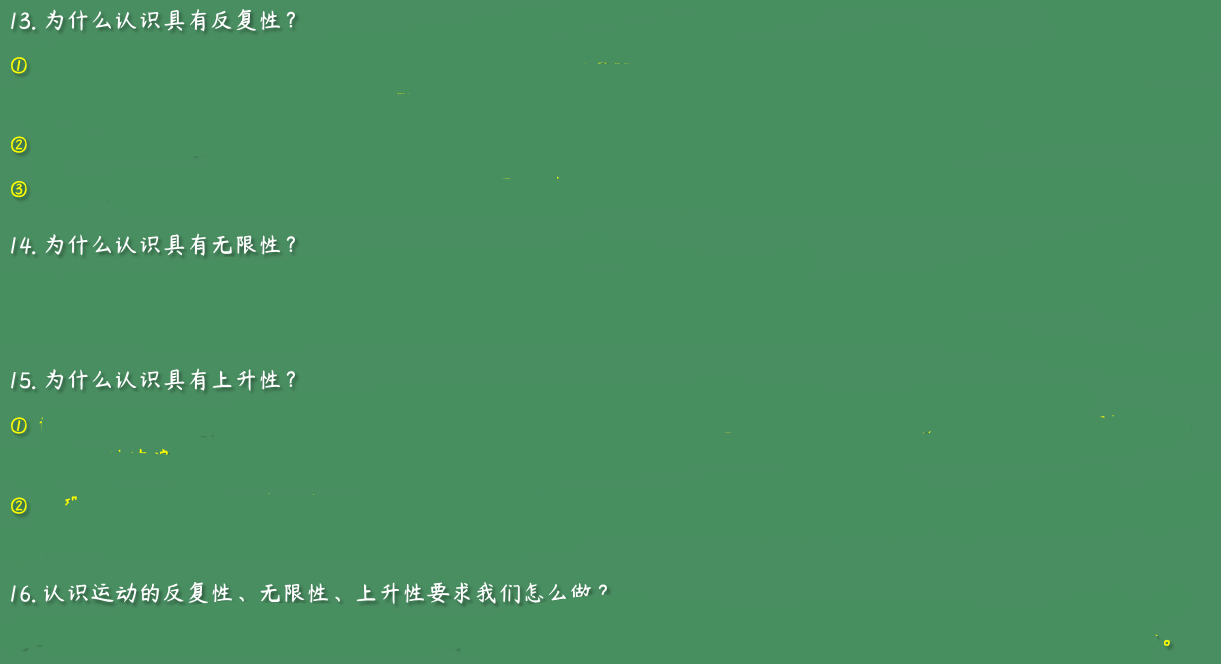 13. 为什么认识具有反复性？
①
②
③
14. 为什么认识具有无限性？
15. 为什么认识具有上升性？
①
②
16. 认识运动的反复性、无限性、上升性要求我们怎么做？
。